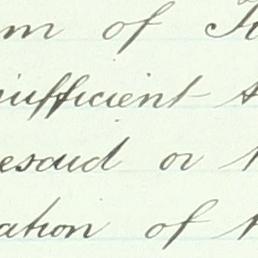 m of
sufficient
esaid or
ation of